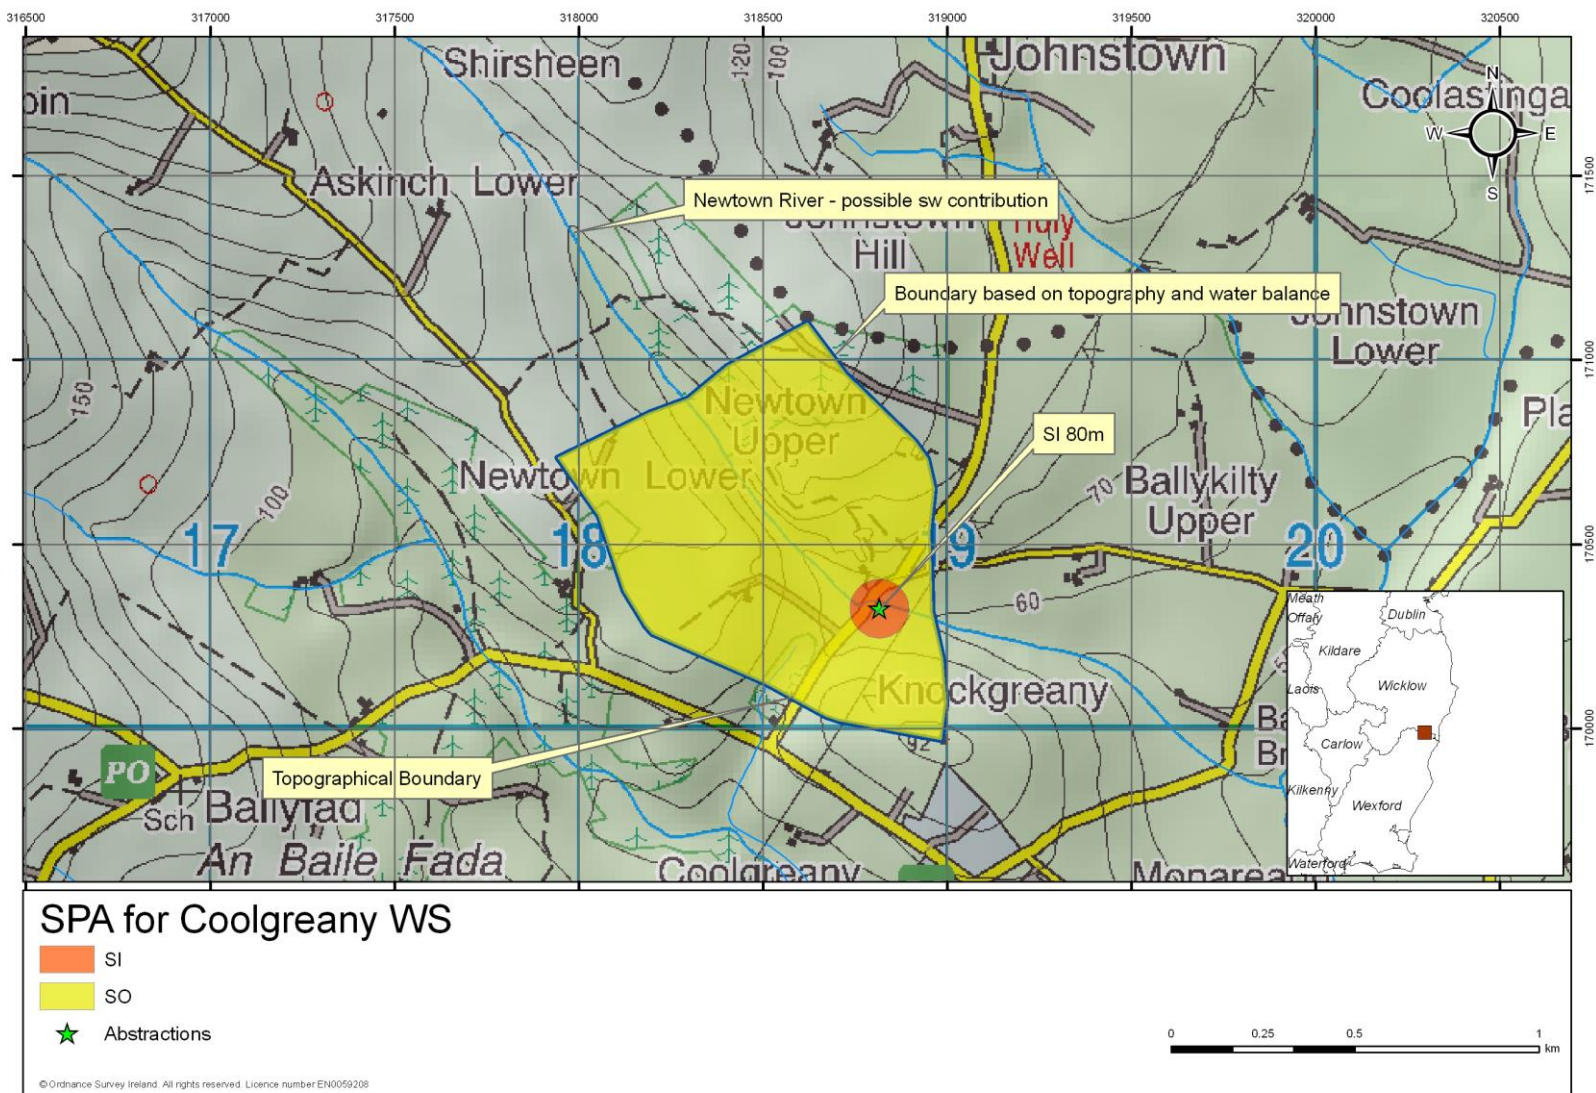 316500 317000 317500 318000 318500 319000 319500 320000 320500
Shirsheen
120
100
Johnstown
N
Coolastinga
W E
S
171500
Askinch Lower
Newtown River - possible sw contribution
Johnstown
Hill
Holy
Well
Boundary based on topography and water balance
Johnstown
Lower
171000
150
Newtown
Upper
SI 80m
Newtown Lower
100
70
Ballykilty
Upper
17 18 19 20
170500
60
Meath
Offaly
Dublin
Kildare
Laois
Wicklow
Carlow
Kilkenny
Wexford
Waterford
Knockgreany
170000
92
PO
Topographical Boundary
Sch Ballyfad
An Baile Fada
Coolgreany
SPA for Coolgreany WS
SI
SO
Abstractions
0 0.25 0.5 1
km
© Ordnance Survey Ireland. All rights reserved. Licence number EN0059208